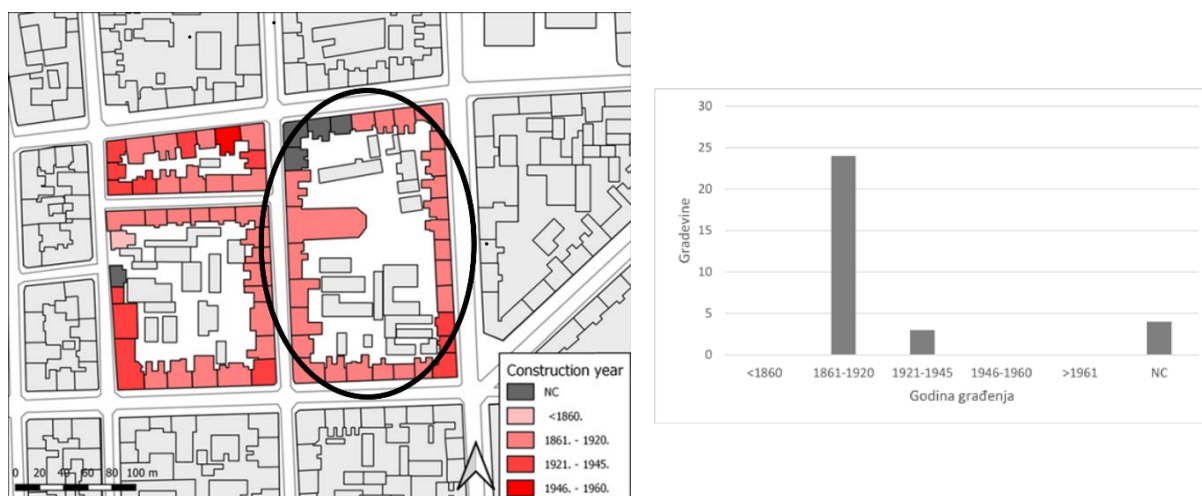 Construction year
NC
<1860.
1861. - 1920.
1921. - 1945.
1946. - 1960.
0 20 40 60 80 100 m
30
25
20
15
10
5
0
Građevine
<1860
1861-1920
1921-1945
1946-1960
>1961
NC
Godina građenja